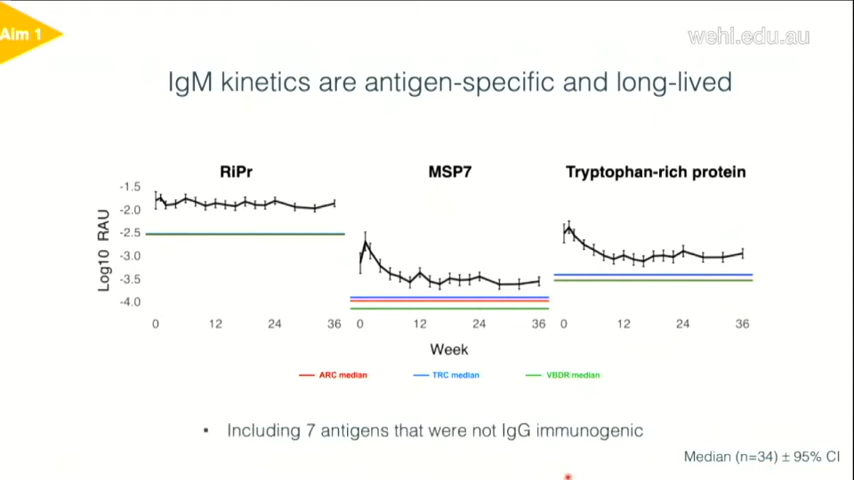 Aim 1
wehi.edu.au
IgM kinetics are antigen-specific and long-lived
RiPr
MSP7
Tryptophan-rich protein
Log10 RAU
-1.5
-2.0
-2.5
-3.0
-3.5
-4.0
0 12 24 36 0 12 24 36 0 12 24 36
Week
ARC median TRC median VBDR median
• Including 7 antigens that were not IgG immunogenic
Median (n=34) ± 95% CI